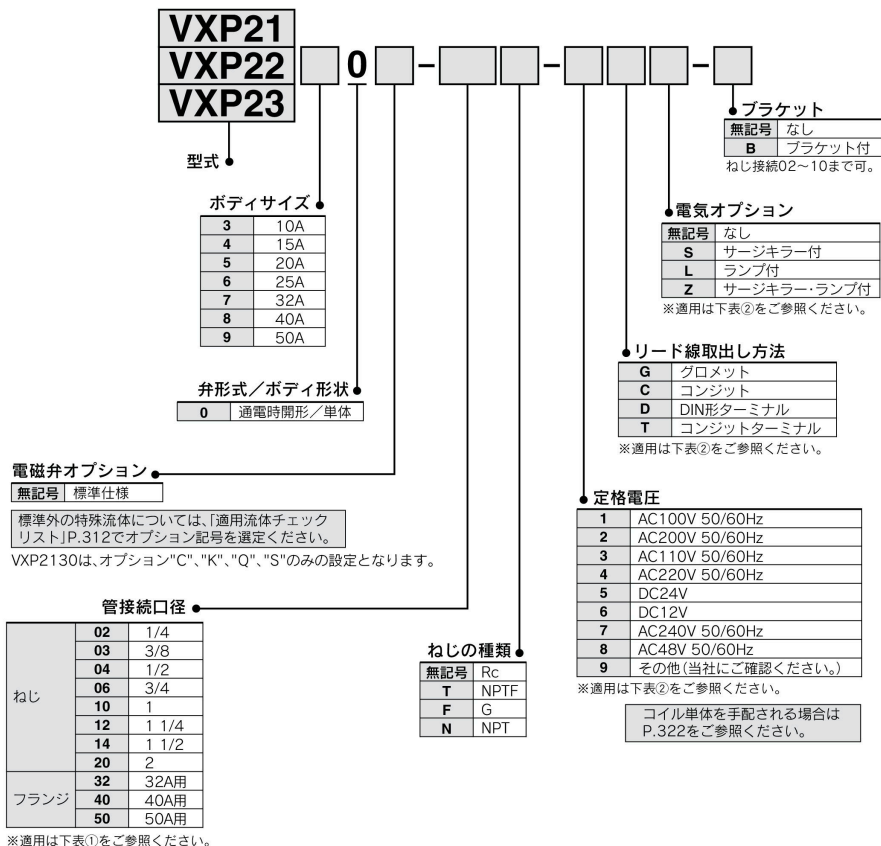 VXP21
VXP22 0 - - -
VXP23
型式
ブラケット
無記号 なし
B ブラケット付
ねじ接続02～10まで可。
ボディサイズ
3 10A
4 15A
5 20A
6 25A
7 32A
8 40A
9 50A
電気オプション
無記号 なし
S サージキラー付
L ランプ付
Z サージキラー・ランプ付
※適用は下表②をご参照ください。
リード線取出し方法
G グロメット
C コンジット
D DIN形ターミナル
T コンジットターミナル
※適用は下表②をご参照ください。
弁形式／ボディ形状
0 通電時開形／単体
電磁弁オプション
無記号 標準仕様
標準外の特殊流体については、「適用流体チェック
リスト」P.312でオプション記号を選定ください。
VXP2130は、オプション"C"、"K"、"Q"、"S"のみの設定となります。
定格電圧
1 AC100V 50/60Hz
2 AC200V 50/60Hz
3 AC110V 50/60Hz
4 AC220V 50/60Hz
5 DC24V
6 DC12V
7 AC240V 50/60Hz
8 AC48V 50/60Hz
9 その他（当社にご確認ください。）
※適用は下表②をご参照ください。
コイル単体を手配される場合は
P.322をご参照ください。
管接続口径
ねじ
02 1/4
03 3/8
04 1/2
06 3/4
10 1
12 1 1/4
14 1 1/2
20 2
フランジ
32 32A用
40 40A用
50 50A用
※適用は下表①をご参照ください。
ねじの種類
無記号 Rc
T NPTF
F G
N NPT